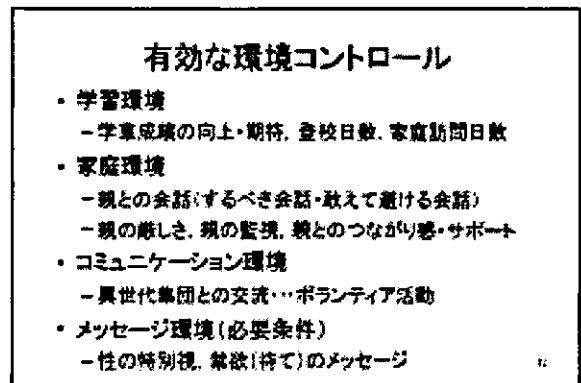 有効な環境コントロール
・学習環境
－学業成績の向上・期待、登校日数、家庭訪問日数
・家庭環境
－親との会話(するべき会話・敢えて避ける会話)
－親の厳しさ、親の監視、親とのつながり感・サポート
・コミュニケーション環境
－異世代集団との交流…ボランティア活動
・メッセージ環境(必要条件)
－性の特別視、禁欲(待て)のメッセージ